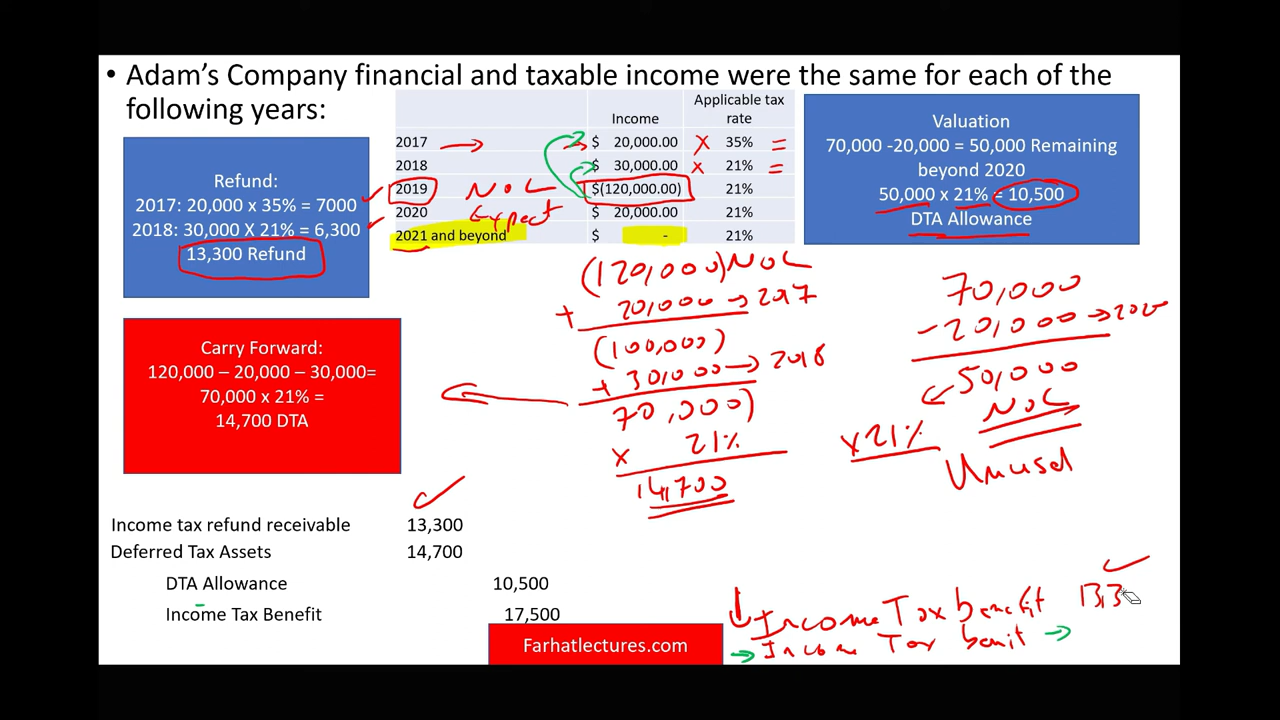 • Adam's Company financial and taxable income were the same for each of the
following years:
Income Applicable tax rate
2017 $ 20,000.00 X 35% =
2018 $ 30,000.00 x 21% =
2019 NOL $(120,000.00) 21%
2020 Expect $ 20,000.00 21%
2021 and beyond $ - 21%
Refund:
2017: 20,000 x 35% = 7000
2018: 30,000 X 21% = 6,300
13,300 Refund
Valuation
70,000 -20,000 = 50,000 Remaining
beyond 2020
50,000 x 21% = 10,500
DTA Allowance
Carry Forward:
120,000 – 20,000 – 30,000=
70,000 x 21% =
14,700 DTA
(120,000) NOL
+ 20,000 → 2017
(100,000)
+ 30,000 → 2018
70,000)
x 21%
14,700
70,000
- 20,000 → 2020
50,000
NOL
x 21%
Unused
Income tax refund receivable 13,300
Deferred Tax Assets 14,700
DTA Allowance 10,500
Income Tax Benefit 17,500
Income Tax benefit 13,3
Income Tax benit
Farhatlectures.com